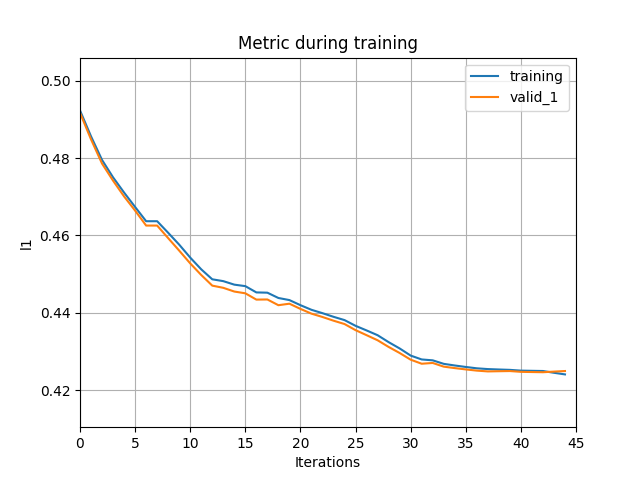 Metric during training
0.50
0.48
0.46
0.44
0.42
l1
training
valid_1
0 5 10 15 20 25 30 35 40 45
Iterations